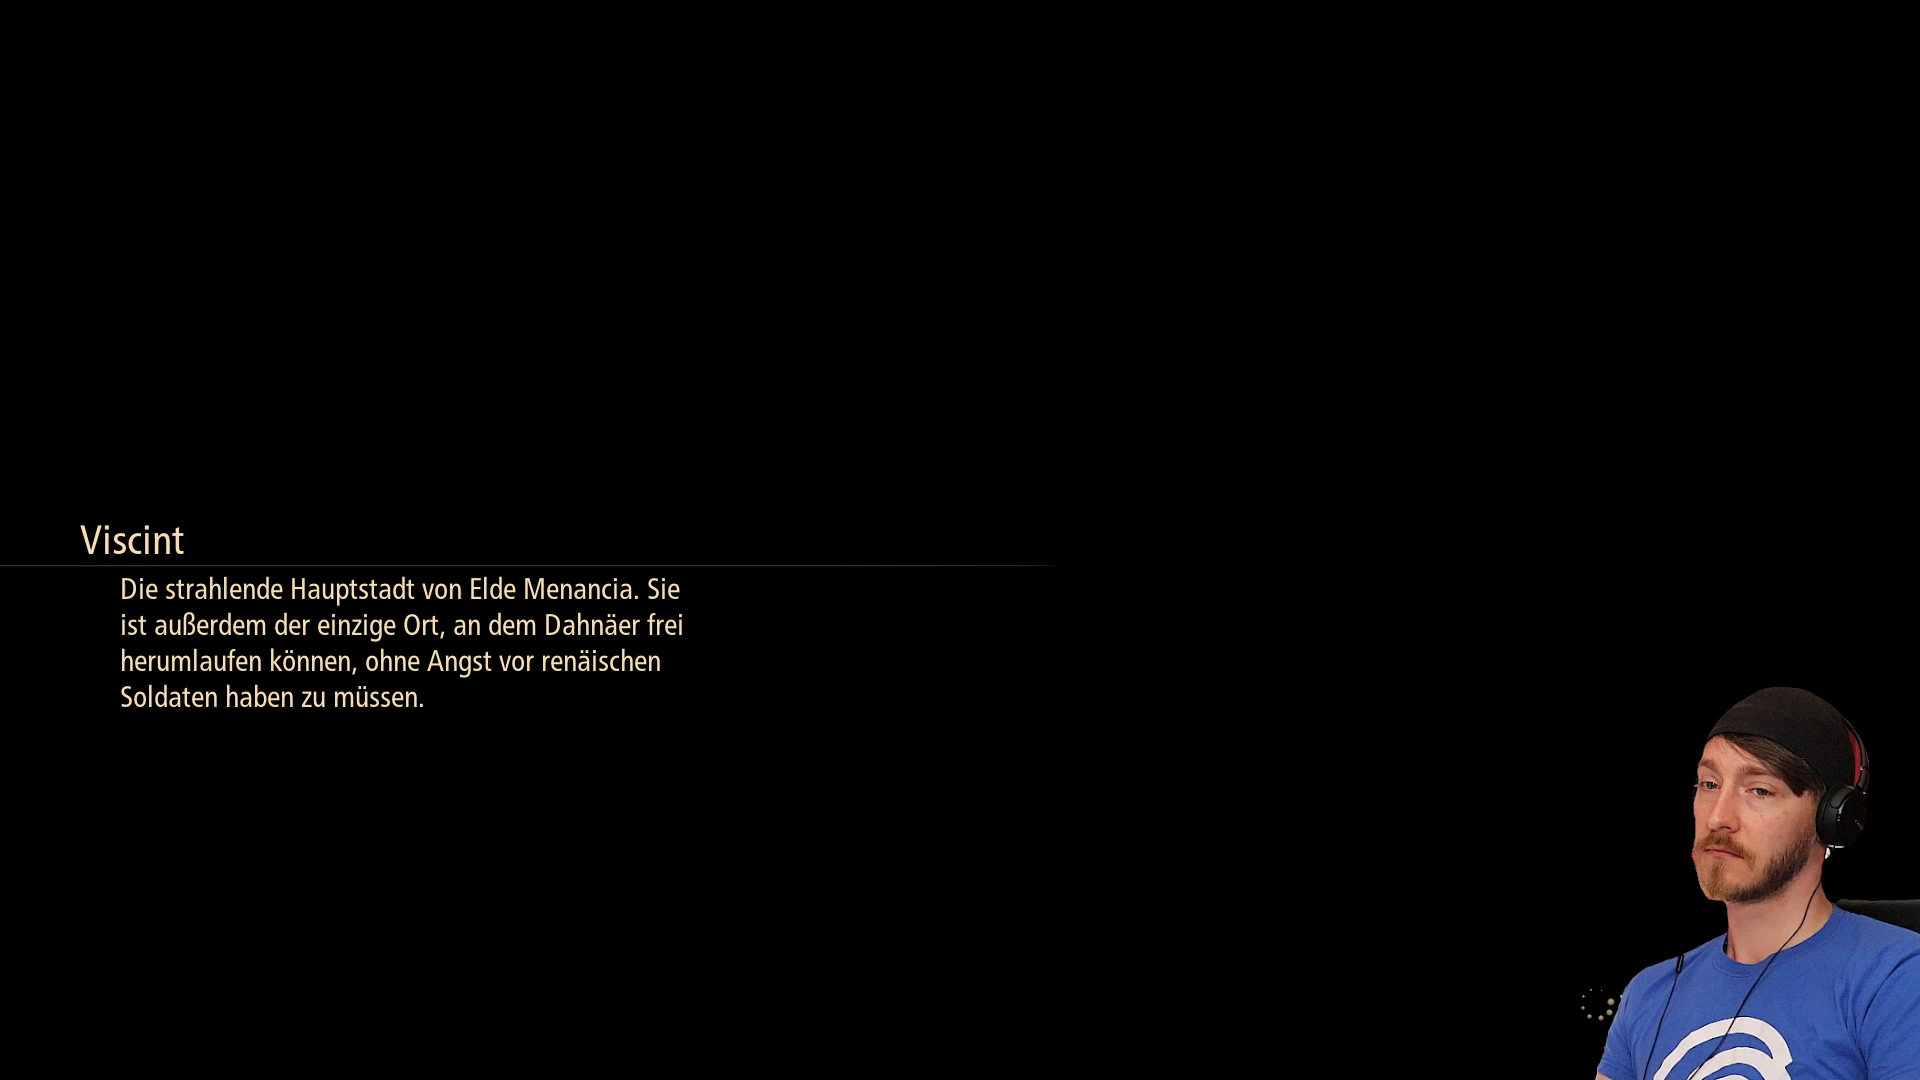 Viscint
Die strahlende Hauptstadt von Elde Menancia. Sie
ist außerdem der einzige Ort, an dem Dahnäer frei
herumlaufen können, ohne Angst vor renäischen
Soldaten haben zu müssen.